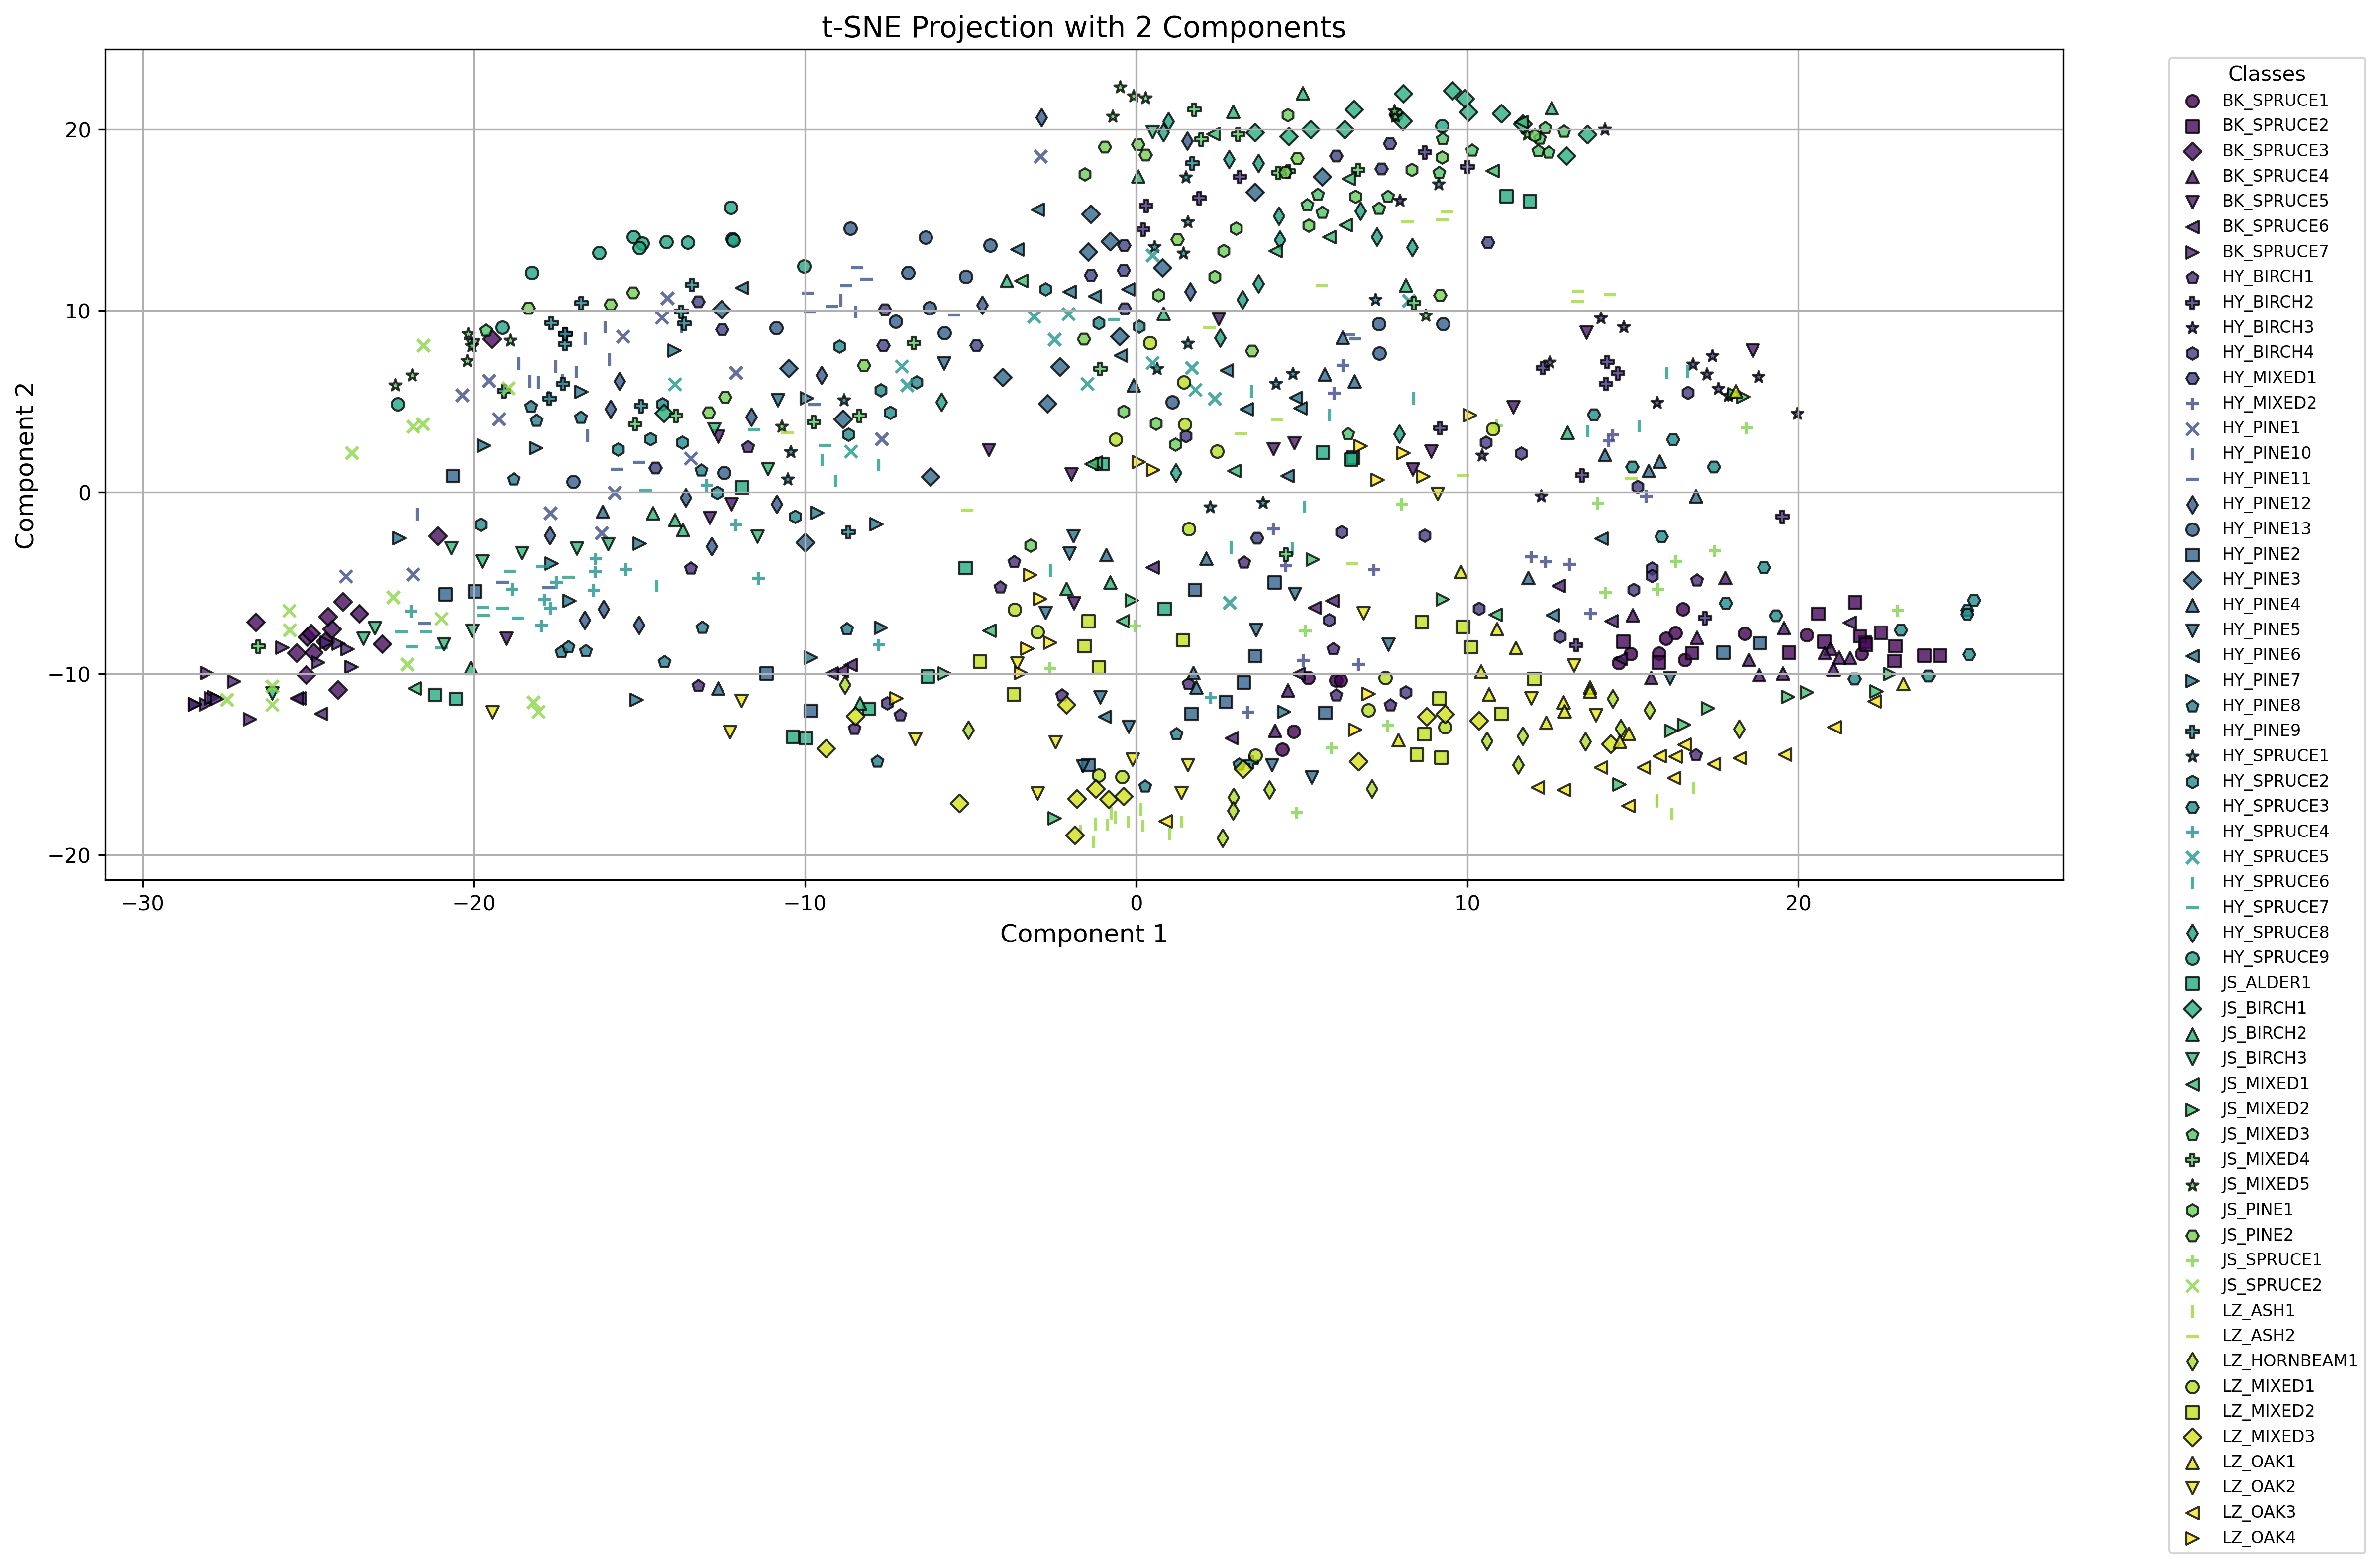 t-SNE Projection with 2 Components
Component 2
20
10
0
−10
−20
−30
−20
−10
0
10
20
Component 1
Classes
BK_SPRUCE1
BK_SPRUCE2
BK_SPRUCE3
BK_SPRUCE4
BK_SPRUCE5
BK_SPRUCE6
BK_SPRUCE7
HY_BIRCH1
HY_BIRCH2
HY_BIRCH3
HY_BIRCH4
HY_MIXED1
HY_MIXED2
HY_PINE1
HY_PINE10
HY_PINE11
HY_PINE12
HY_PINE13
HY_PINE2
HY_PINE3
HY_PINE4
HY_PINE5
HY_PINE6
HY_PINE7
HY_PINE8
HY_PINE9
HY_SPRUCE1
HY_SPRUCE2
HY_SPRUCE3
HY_SPRUCE4
HY_SPRUCE5
HY_SPRUCE6
HY_SPRUCE7
HY_SPRUCE8
HY_SPRUCE9
JS_ALDER1
JS_BIRCH1
JS_BIRCH2
JS_BIRCH3
JS_MIXED1
JS_MIXED2
JS_MIXED3
JS_MIXED4
JS_MIXED5
JS_PINE1
JS_PINE2
JS_SPRUCE1
JS_SPRUCE2
LZ_ASH1
LZ_ASH2
LZ_HORNBEAM1
LZ_MIXED1
LZ_MIXED2
LZ_MIXED3
LZ_OAK1
LZ_OAK2
LZ_OAK3
LZ_OAK4